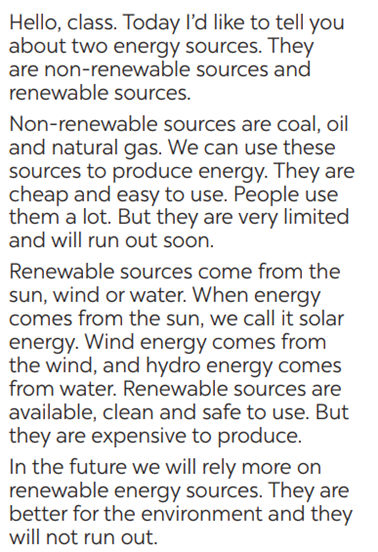 Hello, class. Today I'd like to tell you
about two energy sources. They
are non-renewable sources and
renewable sources.
Non-renewable sources are coal, oil
and natural gas. We can use these
sources to produce energy. They are
cheap and easy to use. People use
them a lot. But they are very limited
and will run out soon.
Renewable sources come from the
sun, wind or water. When energy
comes from the sun, we call it solar
energy. Wind energy comes from
the wind, and hydro energy comes
from water. Renewable sources are
available, clean and safe to use. But
they are expensive to produce.
In the future we will rely more on
renewable energy sources. They are
better for the environment and they
will not run out.